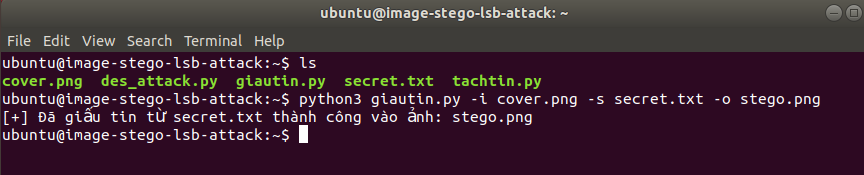 ubuntu@image-stego-lsb-attack: ~
File Edit View Search Terminal Help
ubuntu@image-stego-lsb-attack:~$ ls
cover.png des_attack.py giautin.py secret.txt tachtin.py
ubuntu@image-stego-lsb-attack:~$ python3 giautin.py -i cover.png -s secret.txt -o stego.png
[+] Đã giấu tin từ secret.txt thành công vào ảnh: stego.png
ubuntu@image-stego-lsb-attack:~$